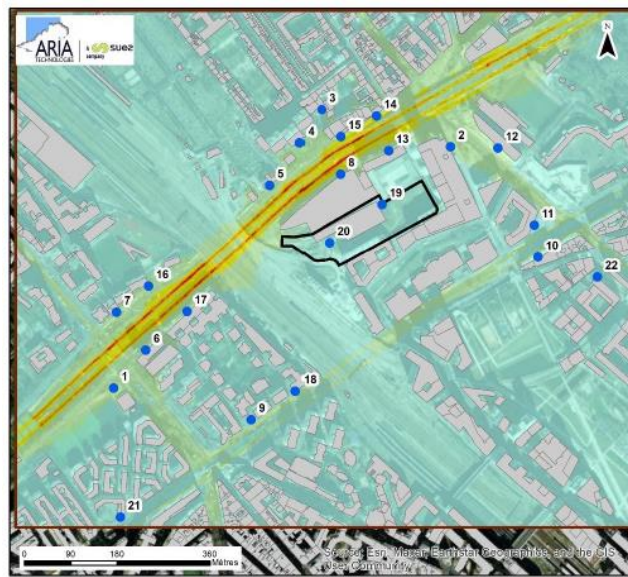 ARIA
TECHNOLOGIES
a SUEZ
company
N
3
14
15
4
13
2
12
5
8
19
11
20
10
22
16
7
17
6
1
18
9
21
0 90 180 360
Mètres
Source: Esri, Maxar, Earthstar Geographics, and the GIS
User Community